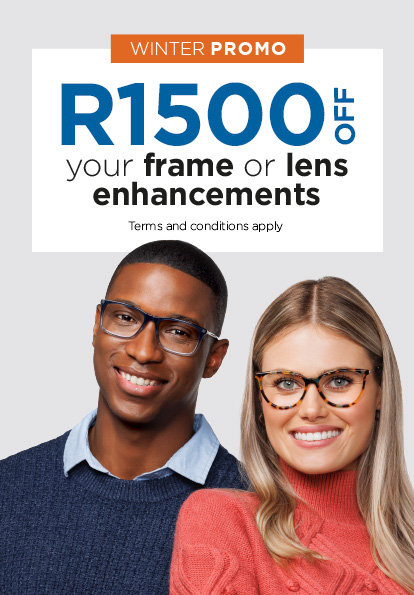 WINTER PROMO
R1500 OFF
your frame or lens
enhancements
Terms and conditions apply